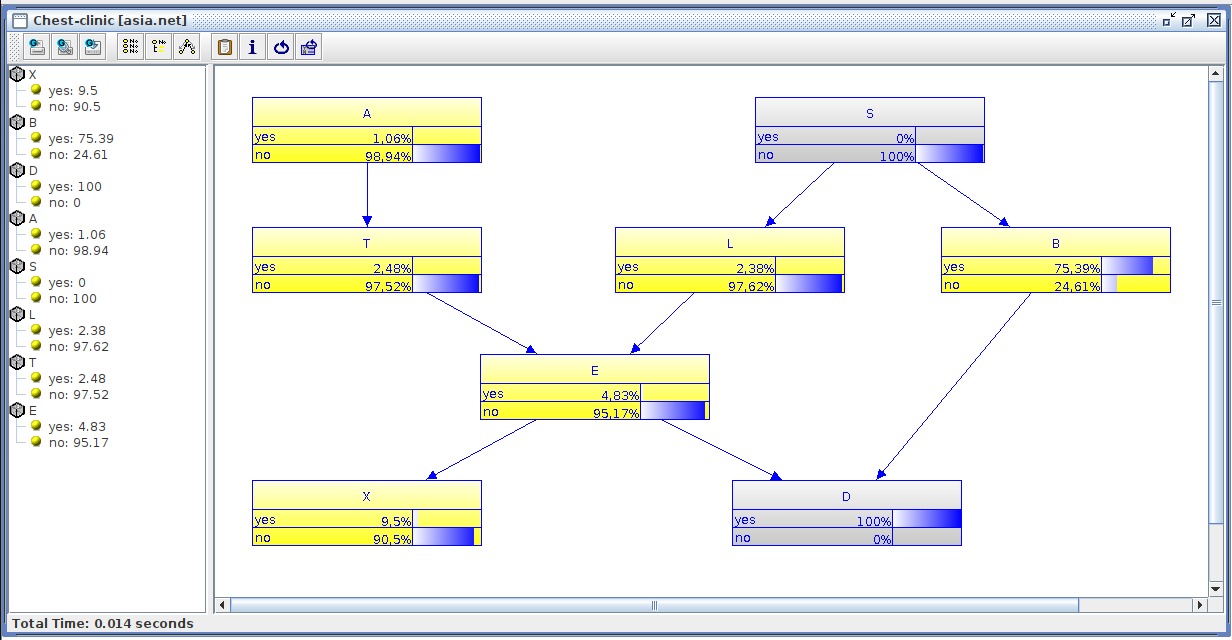 Chest-clinic [asia.net]
X
yes: 9.5
no: 90.5
B
yes: 75.39
no: 24.61
D
yes: 100
no: 0
A
yes: 1.06
no: 98.94
S
yes: 0
no: 100
L
yes: 2.38
no: 97.62
T
yes: 2.48
no: 97.52
E
yes: 4.83
no: 95.17
A
yes 1,06%
no 98,94%
S
yes 0%
no 100%
T
yes 2,48%
no 97,52%
L
yes 2,38%
no 97,62%
B
yes 75,39%
no 24,61%
E
yes 4,83%
no 95,17%
X
yes 9,5%
no 90,5%
D
yes 100%
no 0%
Total Time: 0.014 seconds